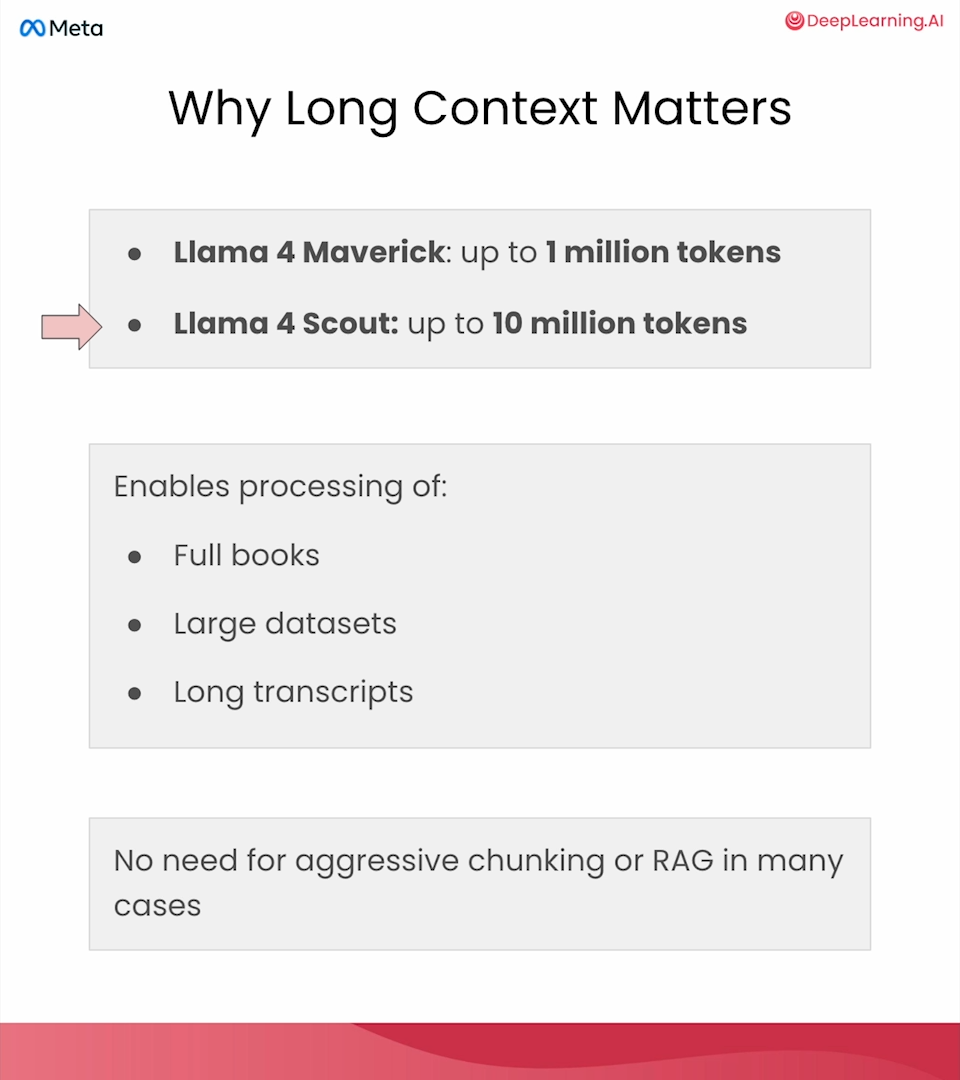 Meta
DeepLearning.AI
Why Long Context Matters
● Llama 4 Maverick: up to 1 million tokens
● Llama 4 Scout: up to 10 million tokens
Enables processing of:
● Full books
● Large datasets
● Long transcripts
No need for aggressive chunking or RAG in many
cases